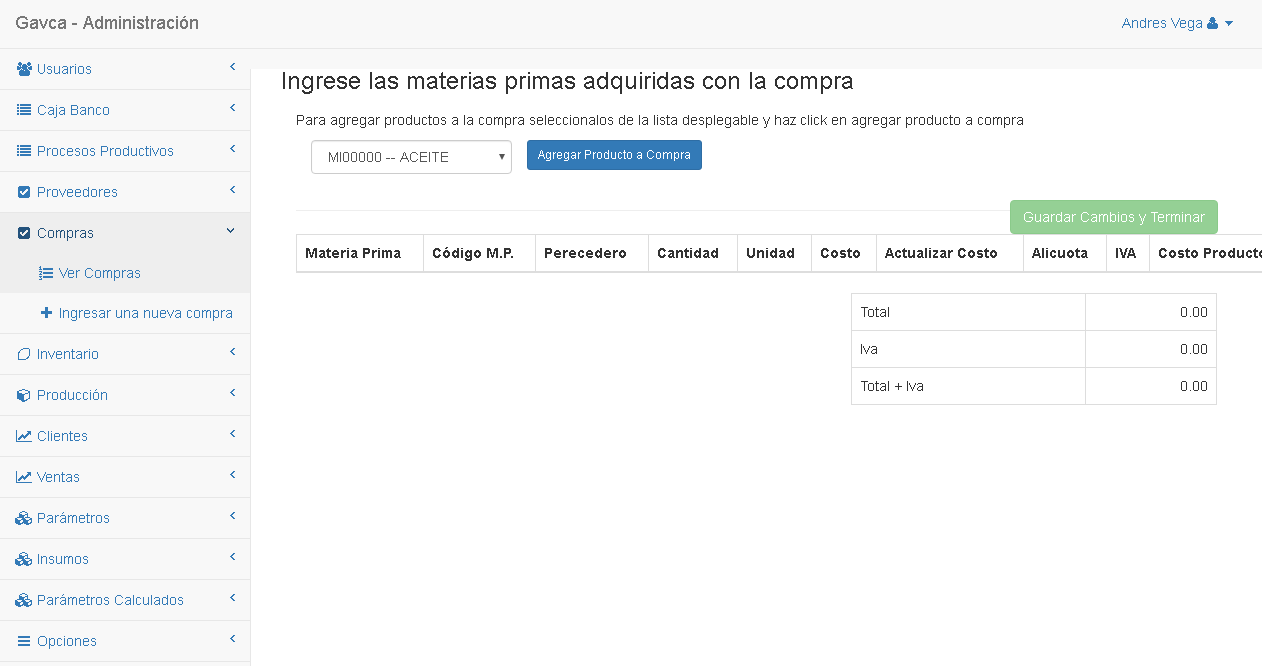 Gavca - Administración
Andres Vega
Usuarios
Caja Banco
Procesos Productivos
Proveedores
Compras
Ver Compras
Ingresar una nueva compra
Inventario
Producción
Clientes
Ventas
Parámetros
Insumos
Parámetros Calculados
Opciones
Ingrese las materias primas adquiridas con la compra
Para agregar productos a la compra seleccionalos de la lista desplegable y haz click en agregar producto a compra
MI00000 -- ACEITE Agregar Producto a Compra
Guardar Cambios y Terminar
Materia Prima Código M.P. Perecedero Cantidad Unidad Costo Actualizar Costo Alicuota IVA Costo Producto
Total 0.00
Iva 0.00
Total + Iva 0.00